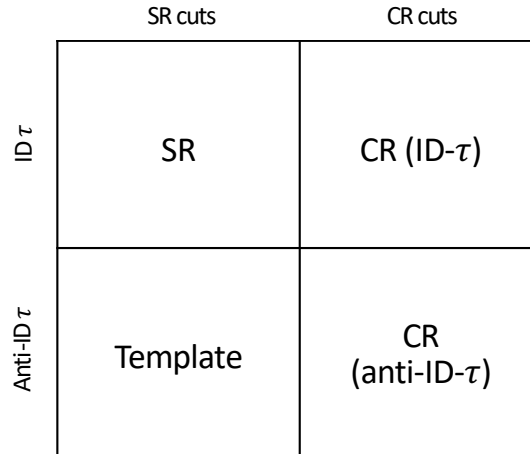 SR cuts
CR cuts
ID τ
SR
CR (ID-τ)
Anti-ID τ
Template
CR
(anti-ID-τ)